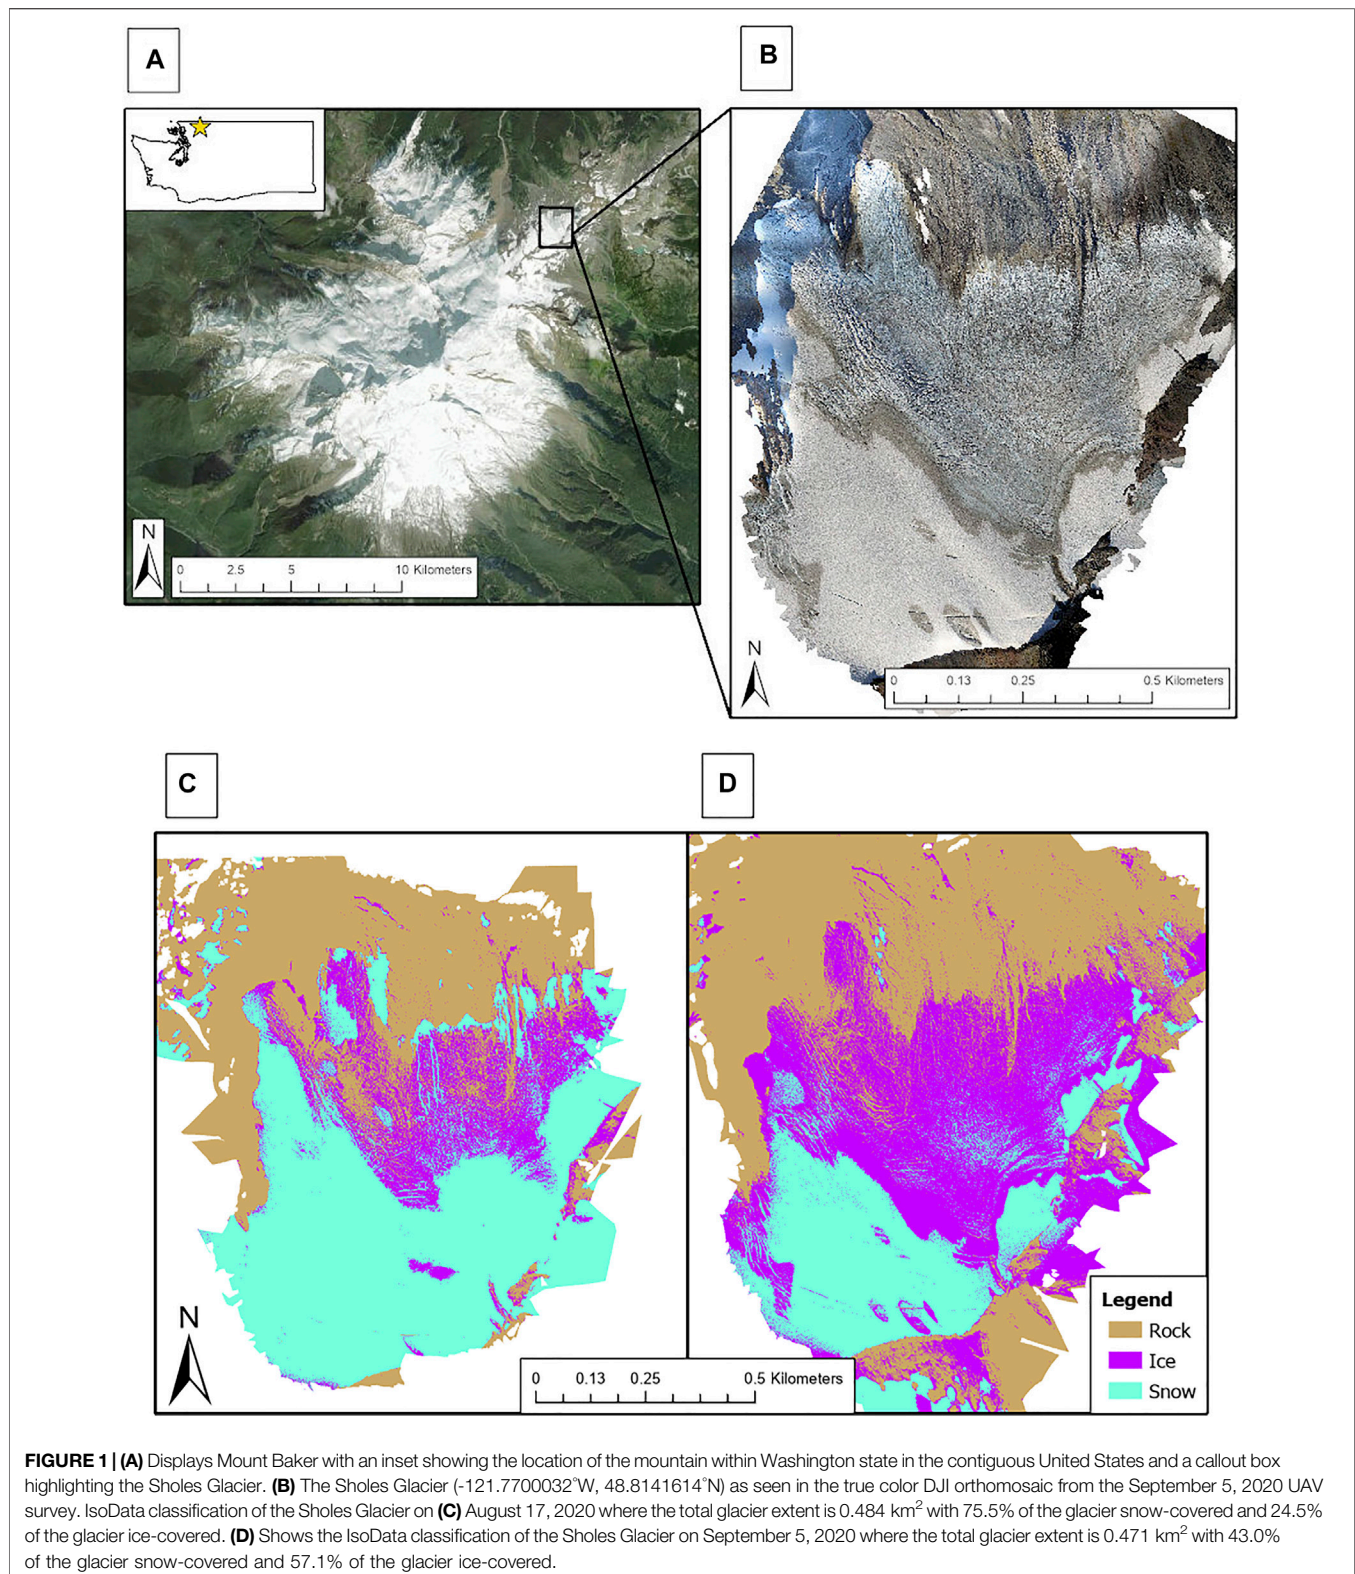 A
B
N
0 2.5 5 10 Kilometers
N
0 0.13 0.25 0.5 Kilometers
C
D
N
0 0.13 0.25 0.5 Kilometers
Legend
Rock
Ice
Snow
FIGURE 1 | (A) Displays Mount Baker with an inset showing the location of the mountain within Washington state in the contiguous United States and a callout box
highlighting the Sholes Glacier. (B) The Sholes Glacier (-121.7700032°W, 48.8141614°N) as seen in the true color DJI orthomosaic from the September 5, 2020 UAV
survey. IsoData classification of the Sholes Glacier on (C) August 17, 2020 where the total glacier extent is 0.484 km² with 75.5% of the glacier snow-covered and 24.5%
of the glacier ice-covered. (D) Shows the IsoData classification of the Sholes Glacier on September 5, 2020 where the total glacier extent is 0.471 km² with 43.0%
of the glacier snow-covered and 57.1% of the glacier ice-covered.